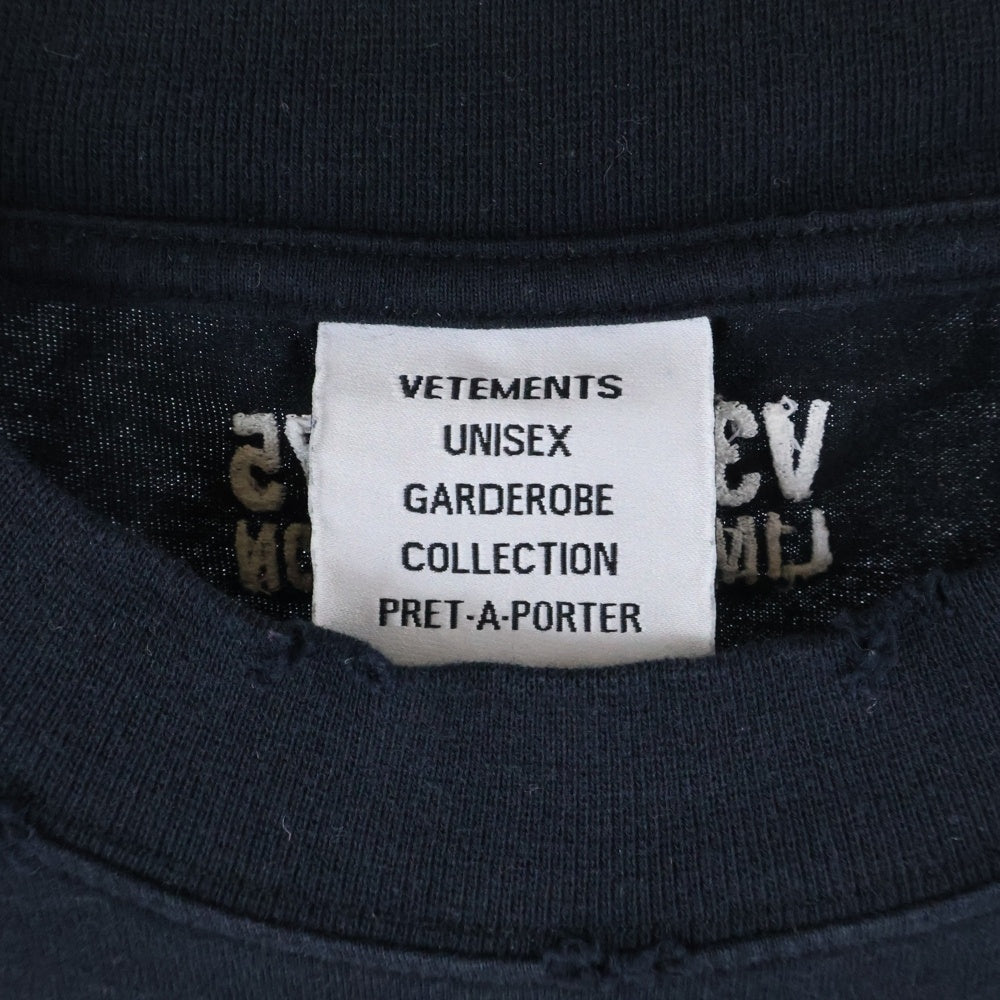 VETEMENTS
UNISEX
GARDEROBE
COLLECTION
PRET-A-PORTER